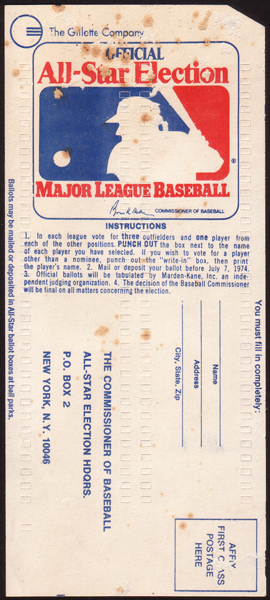 The Gillette Company
OFFICIAL
All-Star Election
MAJOR LEAGUE BASEBALL
COMMISSIONER OF BASEBALL
INSTRUCTIONS
1. In each league vote for three outfielders and one player from
each of the other positions. PUNCH OUT the box next to the name
of each player you have selected. If you wish to vote for a
player other than a nominee, punch out the "write-in" box, then print
the player's name. 2. Mail or deposit your ballot before July 7, 1974.
3. Official ballots will be tabulated by Marden-Kane, Inc. an in-
dependent judging organization. 4. The decision of the Baseball Commissioner
will be final on all matters concerning the election.
Ballots may be mailed or deposited in All-Star ballot boxes at ball parks.
You must fill in completely:
Name
Address
City, State, Zip
THE COMMISSIONER OF BASEBALL
ALL-STAR ELECTION HDQRS.
P.O. BOX 2
NEW YORK, N.Y. 10046
AFFIX
FIRST CLASS
POSTAGE
HERE